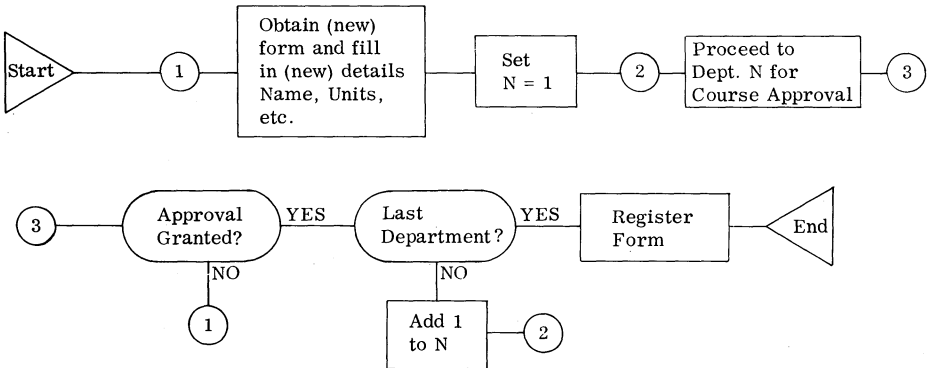 Start
1
Obtain (new)
form and fill
in (new) details
Name, Units,
etc.
Set
N = 1
2
Proceed to
Dept. N for
Course Approval
3
3
Approval
Granted?
YES
NO
1
Last
Department?
YES
NO
Add 1
to N
2
Register
Form
End